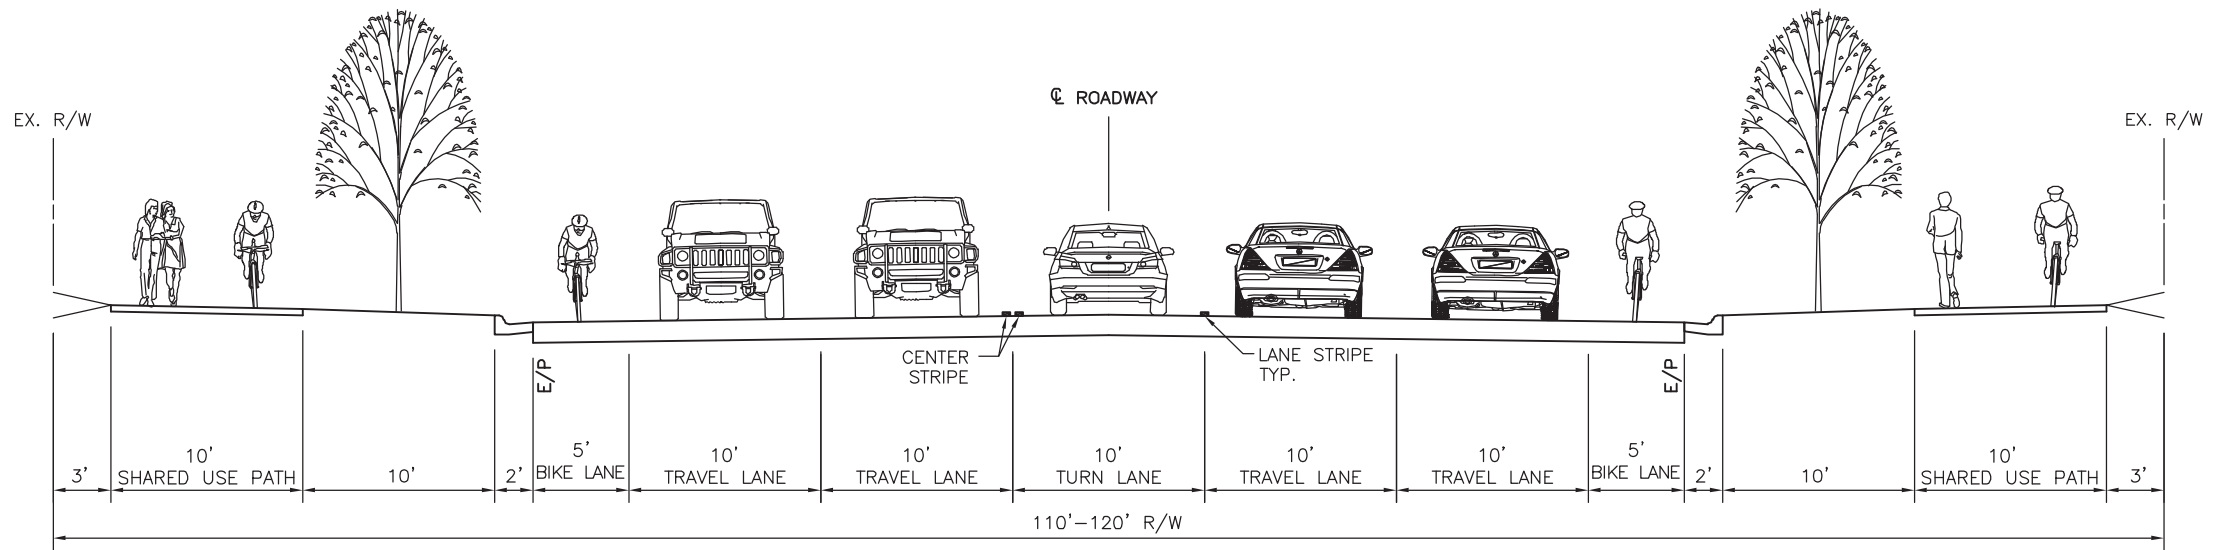 ℄ ROADWAY
EX. R/W
EX. R/W
CENTER
STRIPE
LANE STRIPE
TYP.
E/P
E/P
3'
10'
SHARED USE PATH
10'
2'
5'
BIKE LANE
10'
TRAVEL LANE
10'
TRAVEL LANE
10'
TURN LANE
10'
TRAVEL LANE
10'
TRAVEL LANE
5'
BIKE LANE
2'
10'
10'
SHARED USE PATH
3'
110'-120' R/W